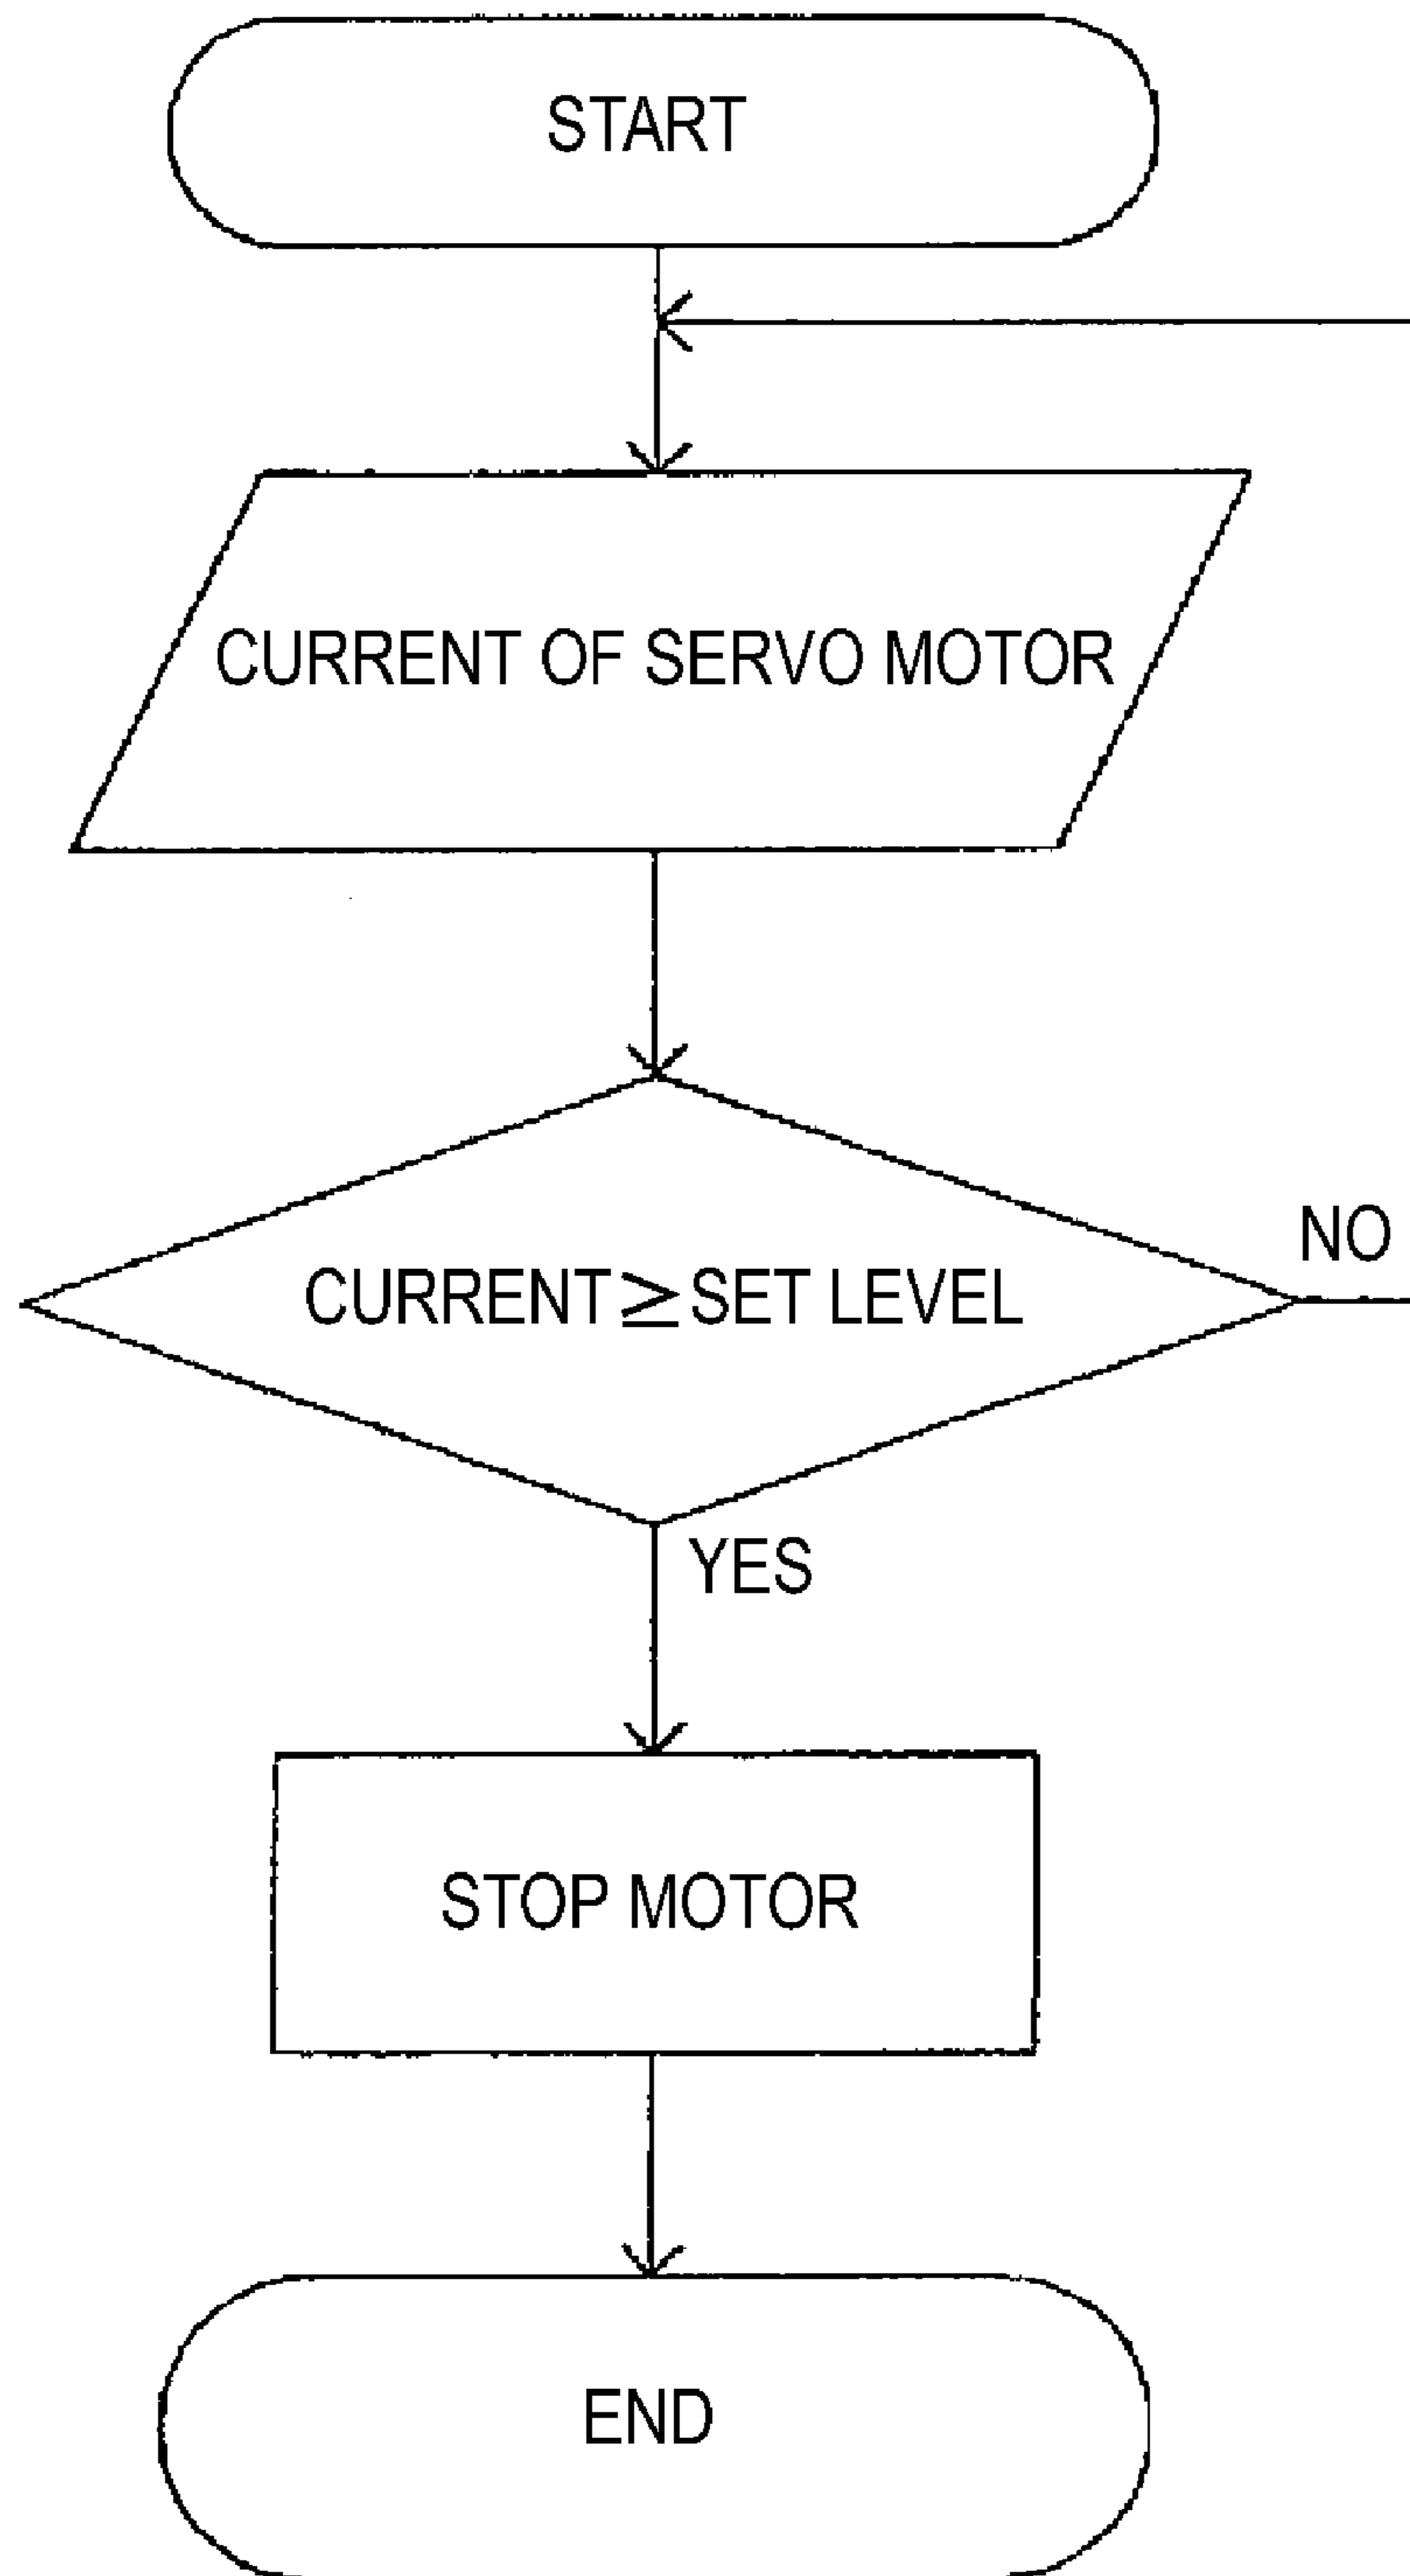 START
CURRENT OF SERVO MOTOR
CURRENT≧SET LEVEL
NO
YES
STOP MOTOR
END